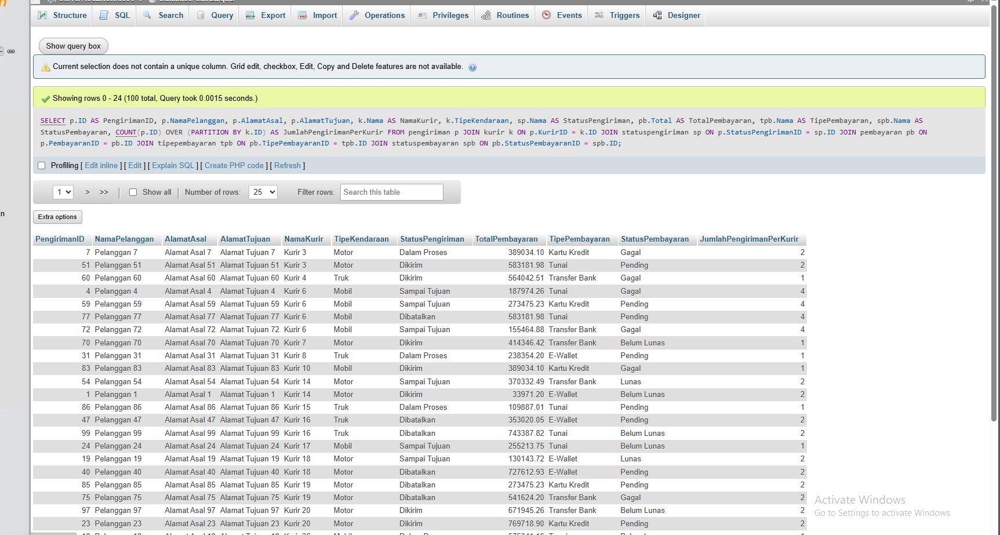 Structure SQL Search Query Export Import Operations Privileges Routines Events Triggers Designer
Show query box
Current selection does not contain a unique column. Grid edit, checkbox, Edit, Copy and Delete features are not available.
Showing rows 0 - 24 (100 total, Query took 0.0015 seconds.)
SELECT p.ID AS PengirimanID, p.NamaPelanggan, p.AlamatAsal, p.AlamatTujuan, k.Nama AS NamaKurir, k.TipeKendaraan, sp.Nama AS StatusPengiriman, pb.Total AS TotalPembayaran, tpb.Nama AS TipePembayaran, spb.Nama AS
StatusPembayaran, COUNT(p.ID) OVER (PARTITION BY k.ID) AS JumlahPengirimanPerKurir FROM pengiriman p JOIN kurir k ON p.KurirID = k.ID JOIN statuspengiriman sp ON p.StatusPengirimanID = sp.ID JOIN pembayaran pb ON
p.PembayaranID = pb.ID JOIN tipepembayaran tpb ON pb.TipePembayaranID = tpb.ID JOIN statuspembayaran spb ON pb.StatusPembayaranID = spb.ID;
Profiling [ Edit inline ] [ Edit ] [ Explain SQL ] [ Create PHP code ] [ Refresh ]
1 > >> | Show all | Number of rows: 25 Filter rows: Search this table
n
Extra options
PengirimanID NamaPelanggan AlamatAsal AlamatTujuan NamaKurir TipeKendaraan StatusPengiriman TotalPembayaran TipePembayaran StatusPembayaran JumlahPengirimanPerKurir
7 Pelanggan 7 Alamat Asal 7 Alamat Tujuan 7 Kurir 3 Motor Dalam Proses 389034.10 Kartu Kredit Gagal 2
51 Pelanggan 51 Alamat Asal 51 Alamat Tujuan 51 Kurir 3 Motor Dikirim 583181.98 Tunai Pending 2
60 Pelanggan 60 Alamat Asal 60 Alamat Tujuan 60 Kurir 4 Truk Dikirim 564042.51 Transfer Bank Gagal 1
4 Pelanggan 4 Alamat Asal 4 Alamat Tujuan 4 Kurir 6 Mobil Sampai Tujuan 187974.26 Tunai Gagal 4
59 Pelanggan 59 Alamat Asal 59 Alamat Tujuan 59 Kurir 6 Mobil Sampai Tujuan 273475.23 Kartu Kredit Pending 4
77 Pelanggan 77 Alamat Asal 77 Alamat Tujuan 77 Kurir 6 Mobil Dibatalkan 583181.98 Tunai Pending 4
72 Pelanggan 72 Alamat Asal 72 Alamat Tujuan 72 Kurir 6 Mobil Sampai Tujuan 155464.88 Transfer Bank Gagal 4
70 Pelanggan 70 Alamat Asal 70 Alamat Tujuan 70 Kurir 7 Motor Dikirim 414346.42 Transfer Bank Belum Lunas 1
31 Pelanggan 31 Alamat Asal 31 Alamat Tujuan 31 Kurir 8 Truk Dalam Proses 238354.20 E-Wallet Pending 1
83 Pelanggan 83 Alamat Asal 83 Alamat Tujuan 83 Kurir 10 Mobil Dikirim 389034.10 Kartu Kredit Gagal 1
54 Pelanggan 54 Alamat Asal 54 Alamat Tujuan 54 Kurir 14 Motor Sampai Tujuan 370332.49 Transfer Bank Lunas 2
1 Pelanggan 1 Alamat Asal 1 Alamat Tujuan 1 Kurir 14 Motor Dikirim 33971.20 E-Wallet Belum Lunas 2
86 Pelanggan 86 Alamat Asal 86 Alamat Tujuan 86 Kurir 15 Truk Dalam Proses 109887.01 Tunai Pending 1
47 Pelanggan 47 Alamat Asal 47 Alamat Tujuan 47 Kurir 16 Truk Dibatalkan 353020.05 E-Wallet Pending 2
99 Pelanggan 99 Alamat Asal 99 Alamat Tujuan 99 Kurir 16 Truk Dibatalkan 743387.82 Tunai Belum Lunas 2
24 Pelanggan 24 Alamat Asal 24 Alamat Tujuan 24 Kurir 17 Mobil Sampai Tujuan 255213.75 Tunai Belum Lunas 1
19 Pelanggan 19 Alamat Asal 19 Alamat Tujuan 19 Kurir 18 Motor Sampai Tujuan 130143.72 E-Wallet Lunas 2
40 Pelanggan 40 Alamat Asal 40 Alamat Tujuan 40 Kurir 18 Motor Dibatalkan 727612.93 E-Wallet Pending 2
85 Pelanggan 85 Alamat Asal 85 Alamat Tujuan 85 Kurir 19 Motor Dibatalkan 273475.23 Kartu Kredit Pending 2
75 Pelanggan 75 Alamat Asal 75 Alamat Tujuan 75 Kurir 19 Motor Dibatalkan 541624.20 Transfer Bank Gagal 2
97 Pelanggan 97 Alamat Asal 97 Alamat Tujuan 97 Kurir 20 Motor Dikirim 671945.26 Transfer Bank Belum Lunas 2
23 Pelanggan 23 Alamat Asal 23 Alamat Tujuan 23 Kurir 20 Motor Dikirim 769718.90 Kartu Kredit Pending 2
Activate Windows
Go to Settings to activate Windows.